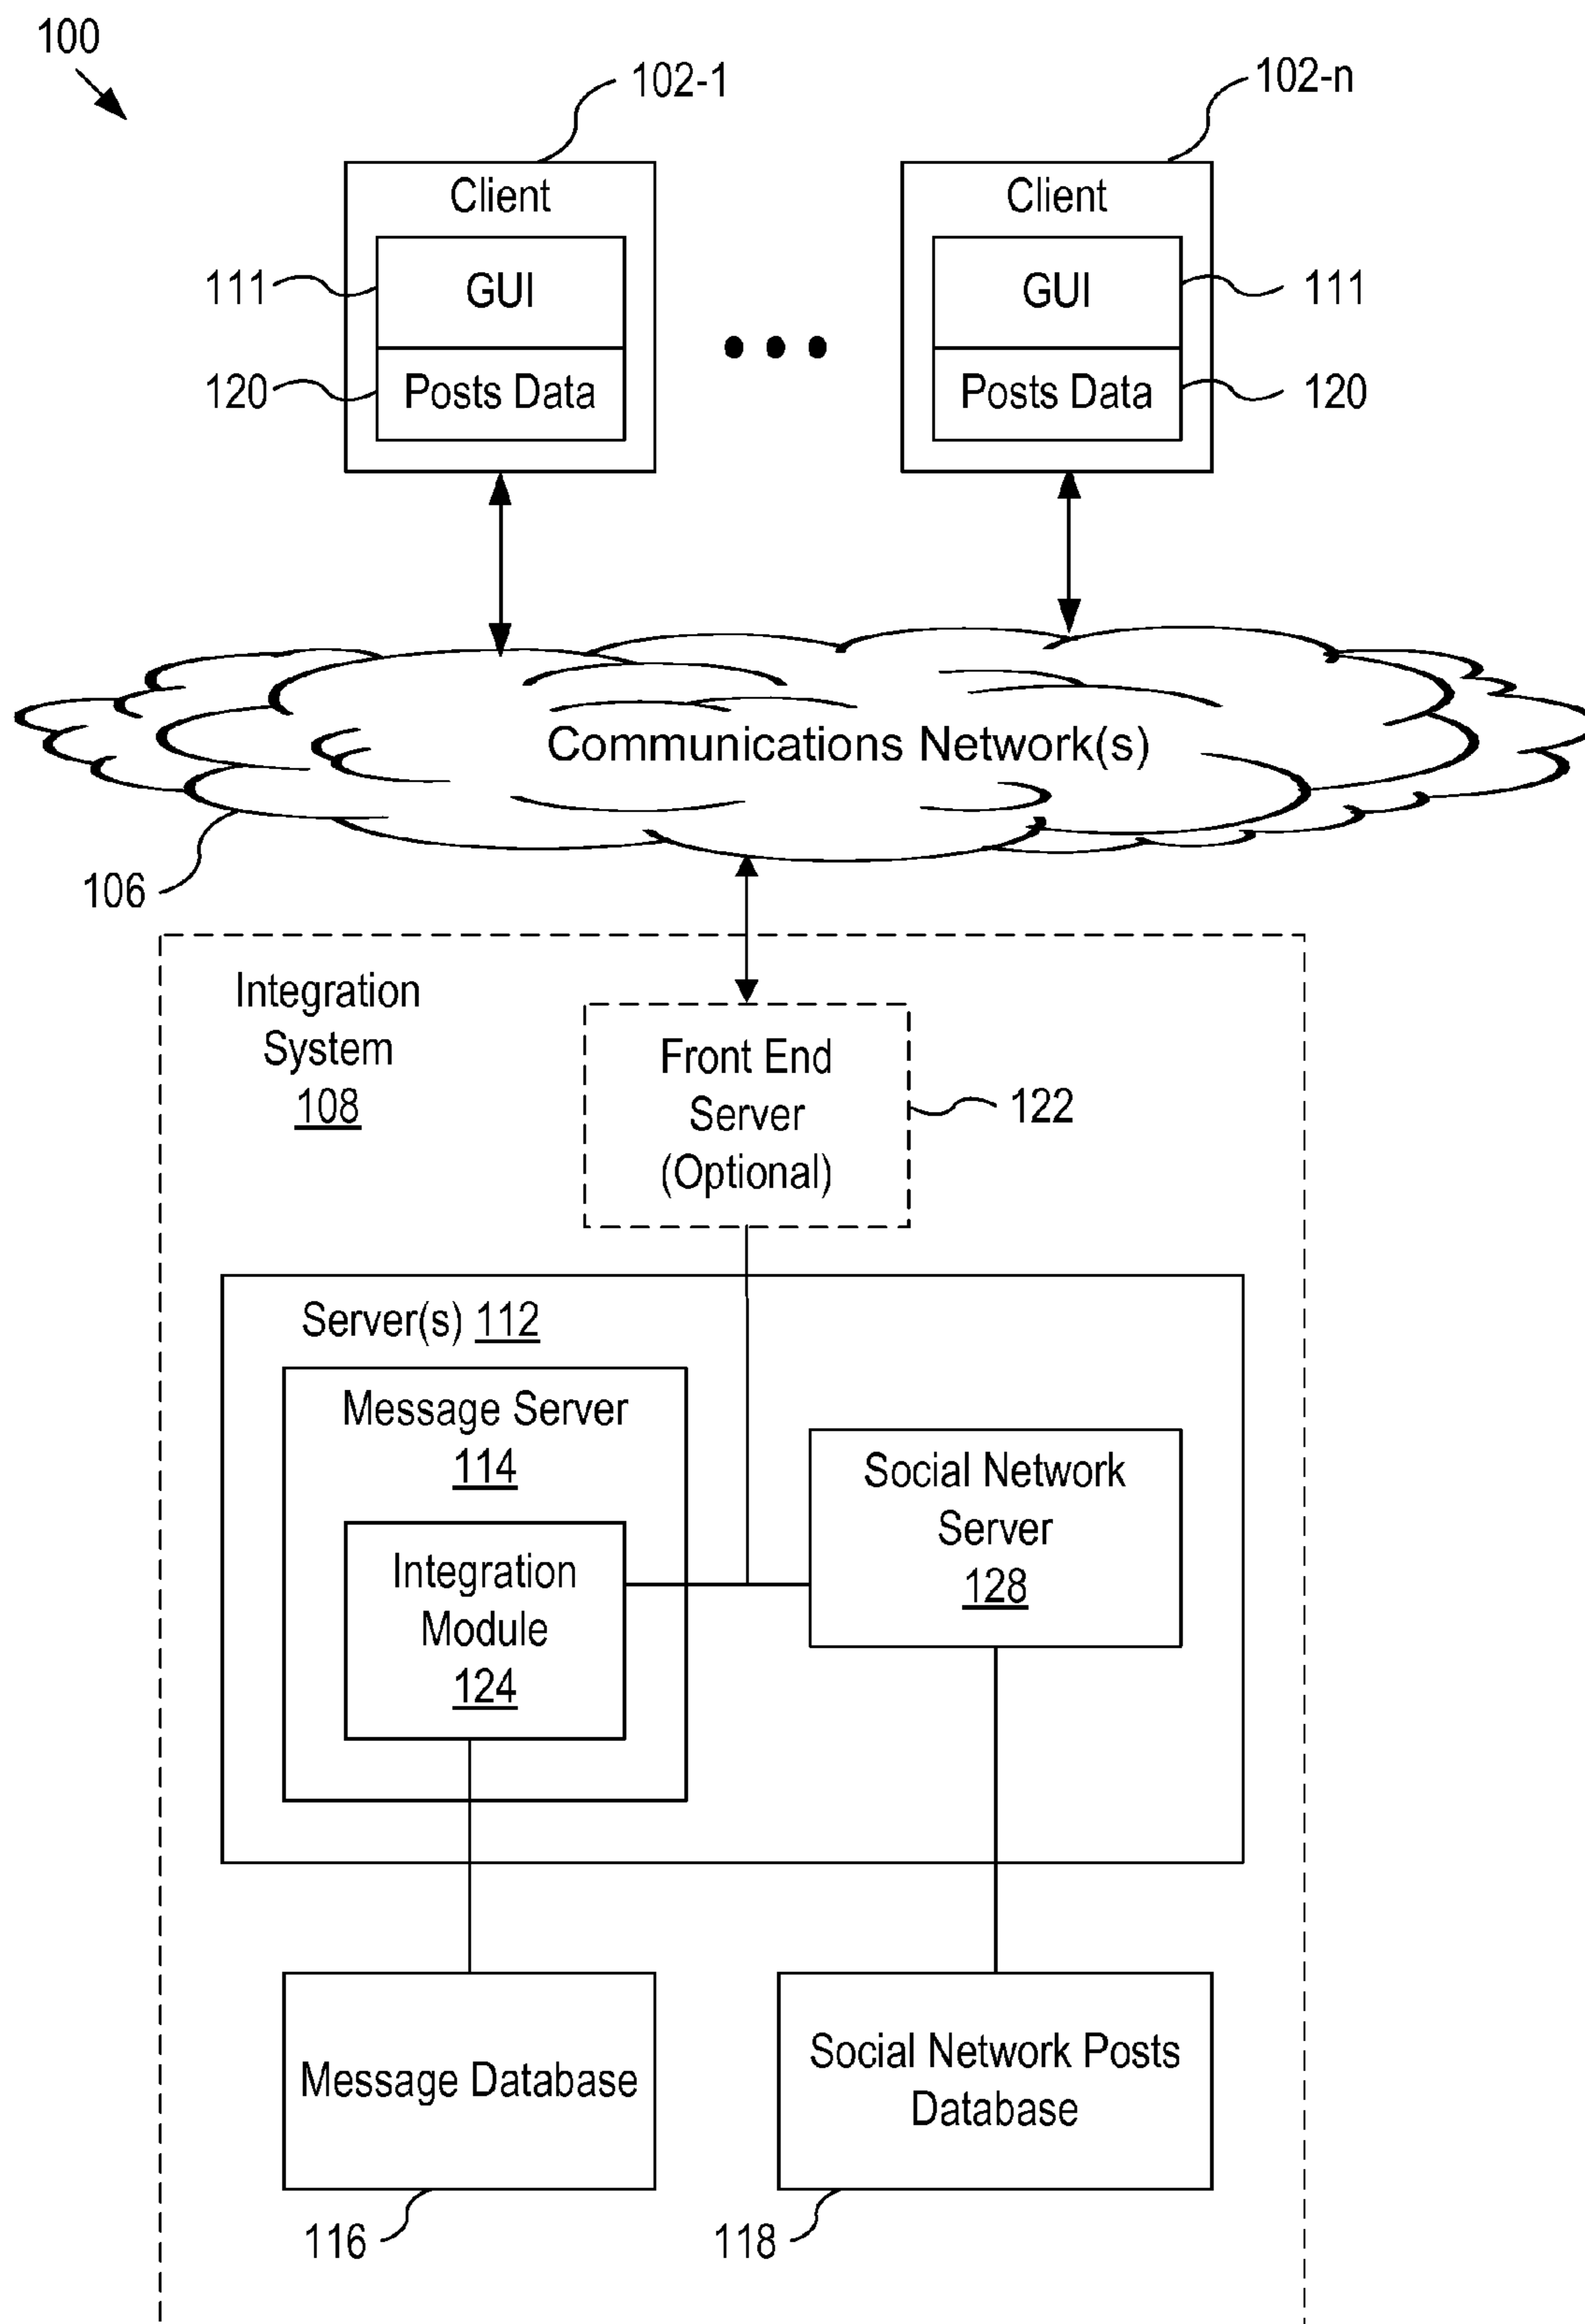 100
102-1
102-n
Client
Client
111
GUI
GUI
111
120
Posts Data
Posts Data
120
Communications Network(s)
106
Integration
System
108
Front End
Server
(Optional)
122
Server(s) 112
Message Server
114
Social Network
Server
128
Integration
Module
124
Message Database
Social Network Posts
Database
116
118